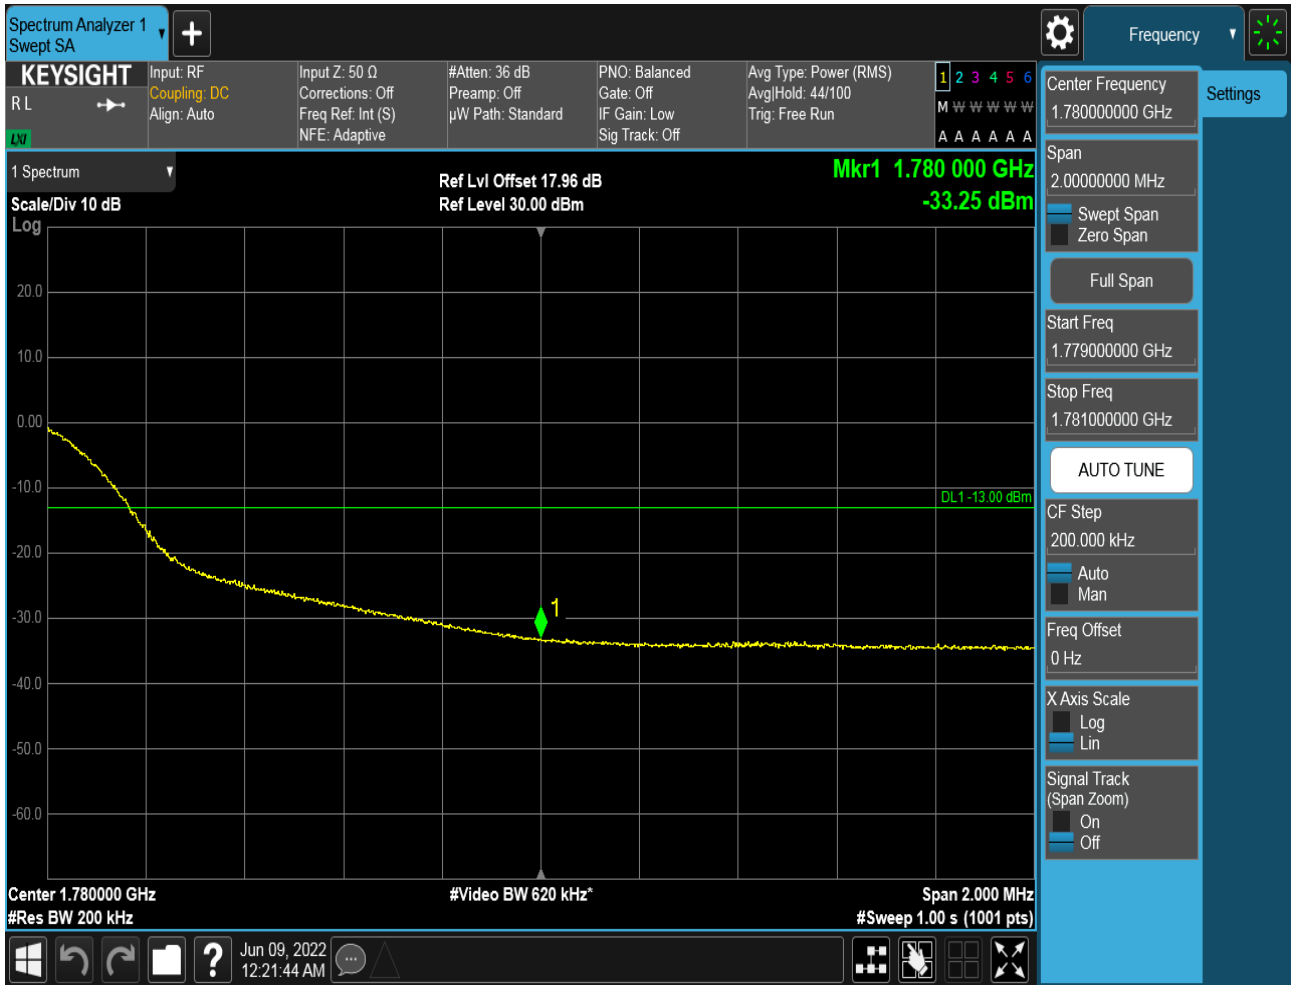 Spectrum Analyzer 1
Swept SA
Frequency
KEYSIGHT
R L
LXI
Input: RF
Coupling: DC
Align: Auto
Input Z: 50 Ω
Corrections: Off
Freq Ref: Int (S)
NFE: Adaptive
#Atten: 36 dB
Preamp: Off
µW Path: Standard
PNO: Balanced
Gate: Off
IF Gain: Low
Sig Track: Off
Avg Type: Power (RMS)
Avg|Hold: 44/100
Trig: Free Run
1 2 3 4 5 6
M W W W W W
A A A A A A
1 Spectrum
Scale/Div 10 dB
Log
Ref Lvl Offset 17.96 dB
Ref Level 30.00 dBm
Mkr1 1.780 000 GHz
-33.25 dBm
20.0
10.0
0.00
-10.0
DL1 -13.00 dBm
-20.0
-30.0
1
-40.0
-50.0
-60.0
Center 1.780000 GHz
#Video BW 620 kHz*
Span 2.000 MHz
#Res BW 200 kHz
#Sweep 1.00 s (1001 pts)
?
Jun 09, 2022
12:21:44 AM
Center Frequency
1.780000000 GHz
Settings
Span
2.00000000 MHz
Swept Span
Zero Span
Full Span
Start Freq
1.779000000 GHz
Stop Freq
1.781000000 GHz
AUTO TUNE
CF Step
200.000 kHz
Auto
Man
Freq Offset
0 Hz
X Axis Scale
Log
Lin
Signal Track
(Span Zoom)
On
Off